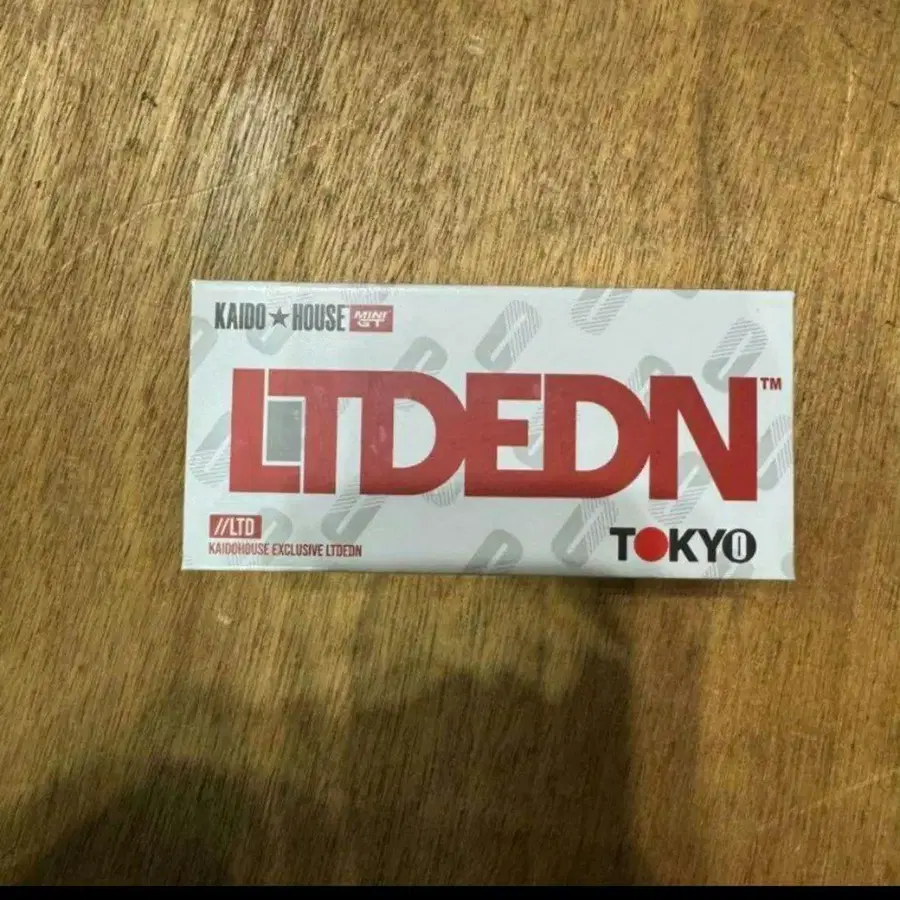 KAIDO★HOUSE MINI GT
LTDEDN™
//LTD
KAIDOHOUSE EXCLUSIVE LTDEDN
TOKYO